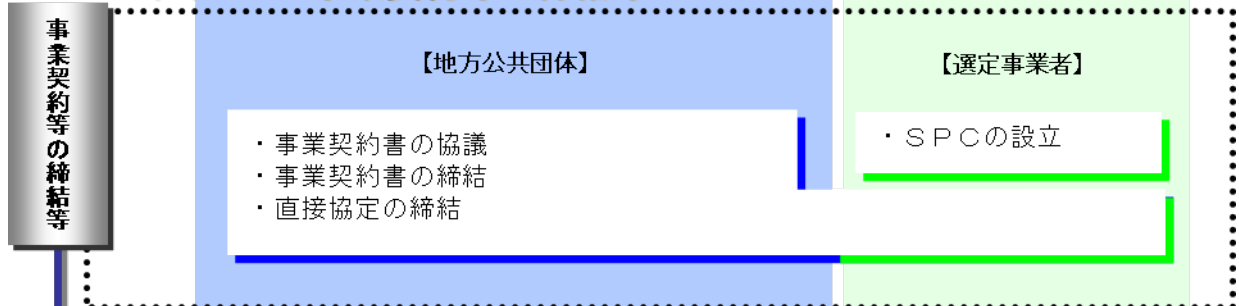 事業契約等の締結等
【地方公共団体】
・事業契約書の協議
・事業契約書の締結
・直接協定の締結
【選定事業者】
・ＳＰＣの設立